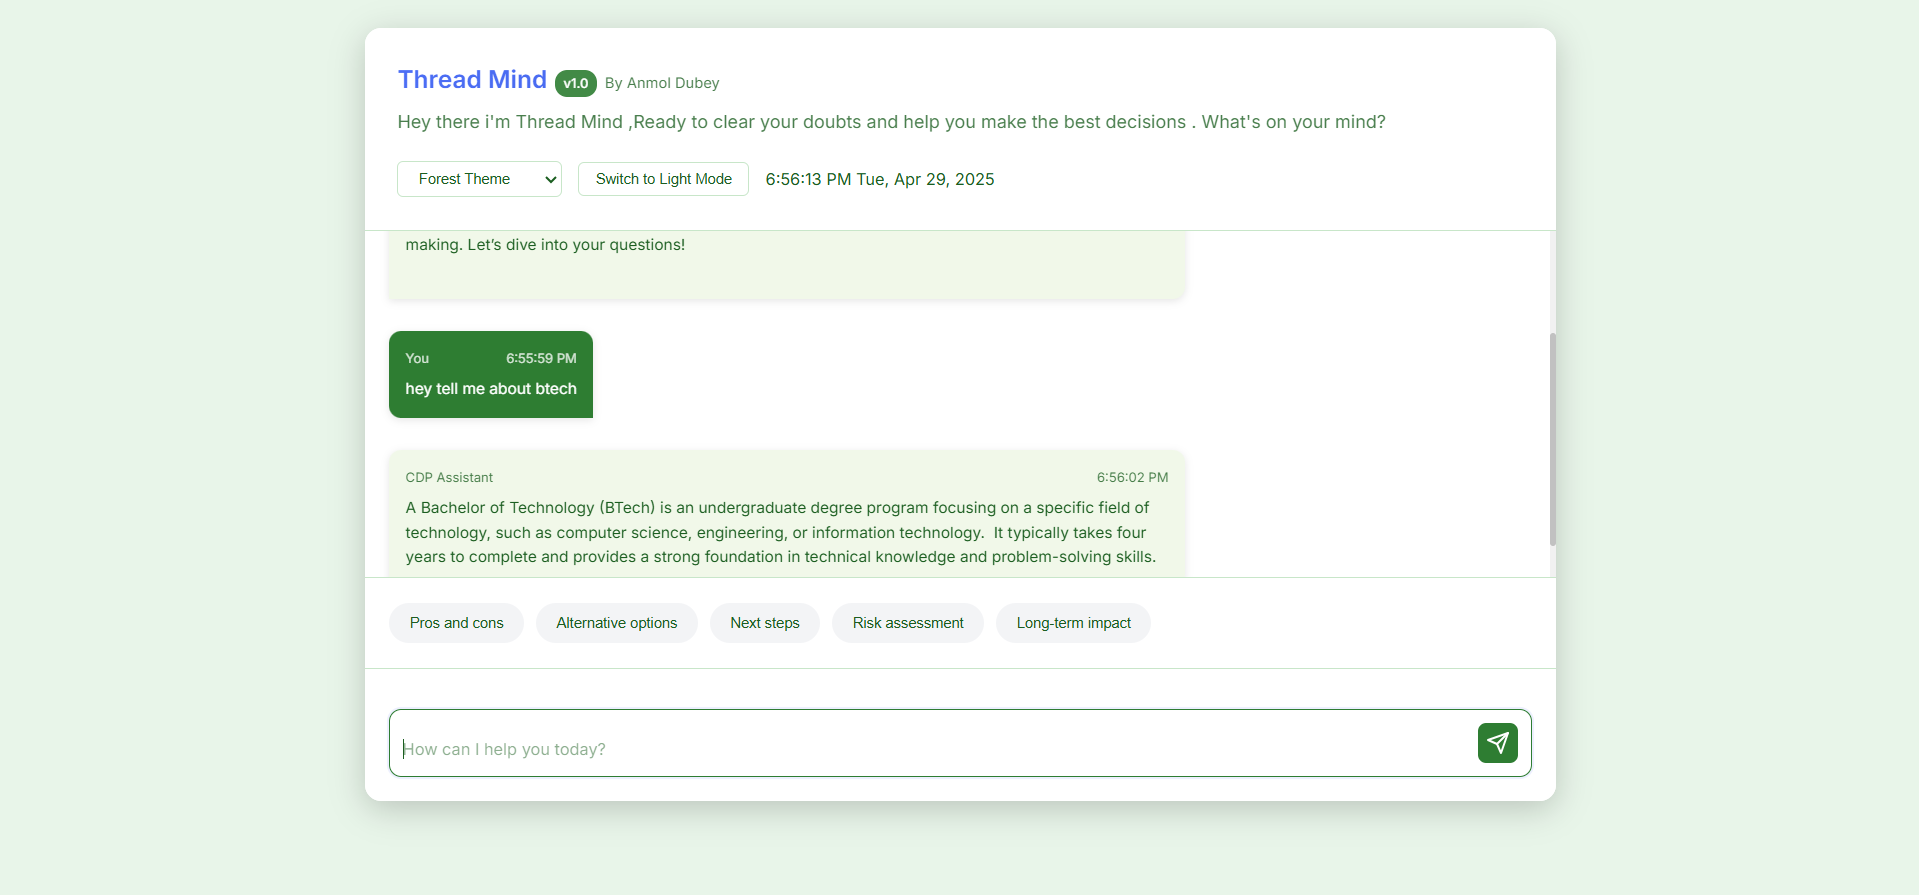 Thread Mind v1.0 By Anmol Dubey
Hey there i'm Thread Mind ,Ready to clear your doubts and help you make the best decisions . What's on your mind?
Forest Theme Switch to Light Mode 6:56:13 PM Tue, Apr 29, 2025
making. Let’s dive into your questions!
You 6:55:59 PM
hey tell me about btech
CDP Assistant 6:56:02 PM
A Bachelor of Technology (BTech) is an undergraduate degree program focusing on a specific field of
technology, such as computer science, engineering, or information technology.  It typically takes four
years to complete and provides a strong foundation in technical knowledge and problem-solving skills.
Pros and cons Alternative options Next steps Risk assessment Long-term impact
How can I help you today?